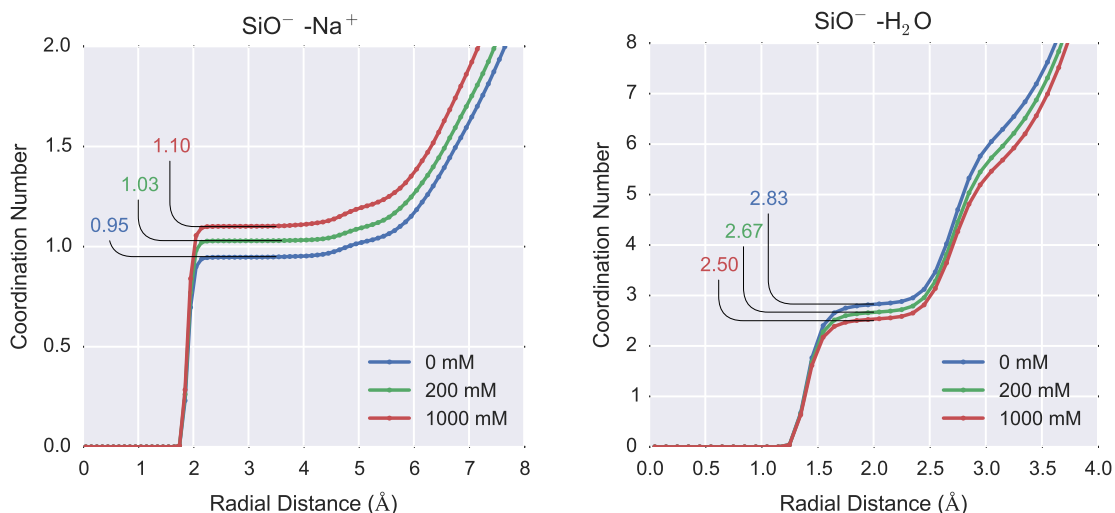 SiO⁻ -Na⁺
Coordination Number
2.0
1.5
1.0
0.5
0.0
1.10
1.03
0.95
0 mM
200 mM
1000 mM
0 1 2 3 4 5 6 7 8
Radial Distance (Å)
SiO⁻ -H₂O
Coordination Number
8
7
6
5
4
3
2
1
0
2.83
2.67
2.50
0 mM
200 mM
1000 mM
0.0 0.5 1.0 1.5 2.0 2.5 3.0 3.5 4.0
Radial Distance (Å)